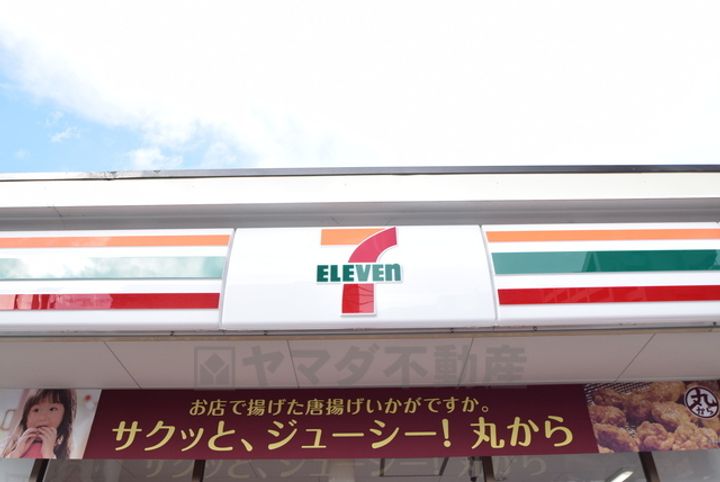 7
ELEVEN
ヤマダ不動産
お店で揚げた唐揚げいかがですか。
サクッと、ジューシー!丸から
丸
から